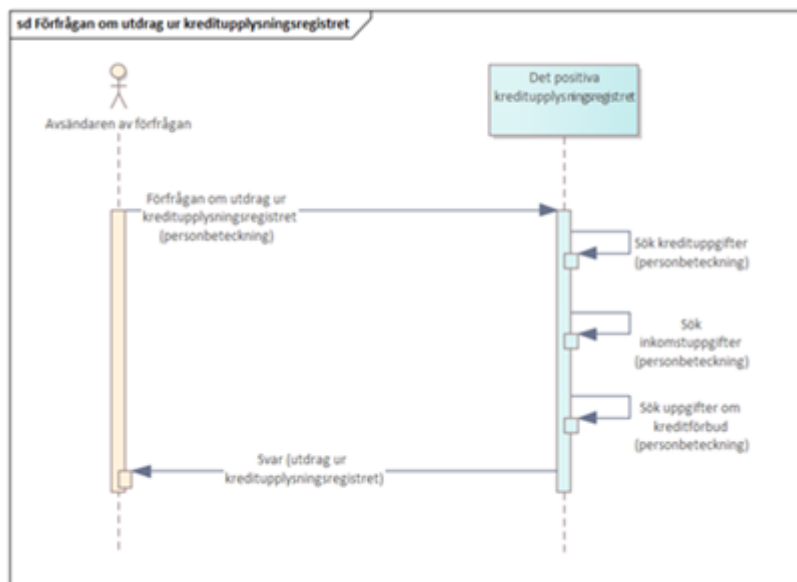 sd Förfrågan om utdrag ur kreditupplysningsregistret
Det positiva
kreditupplysningsregistret
Avsändaren av förfrågan
Förfrågan om utdrag ur
kreditupplysningsregistret
(personbeteckning)
Sök kredituppgifter
(personbeteckning)
Sök
inkomstuppgifter
(personbeteckning)
Sök uppgifter om
kreditförbud
(personbeteckning)
Svar (utdrag ur
kreditupplysningsregistret)